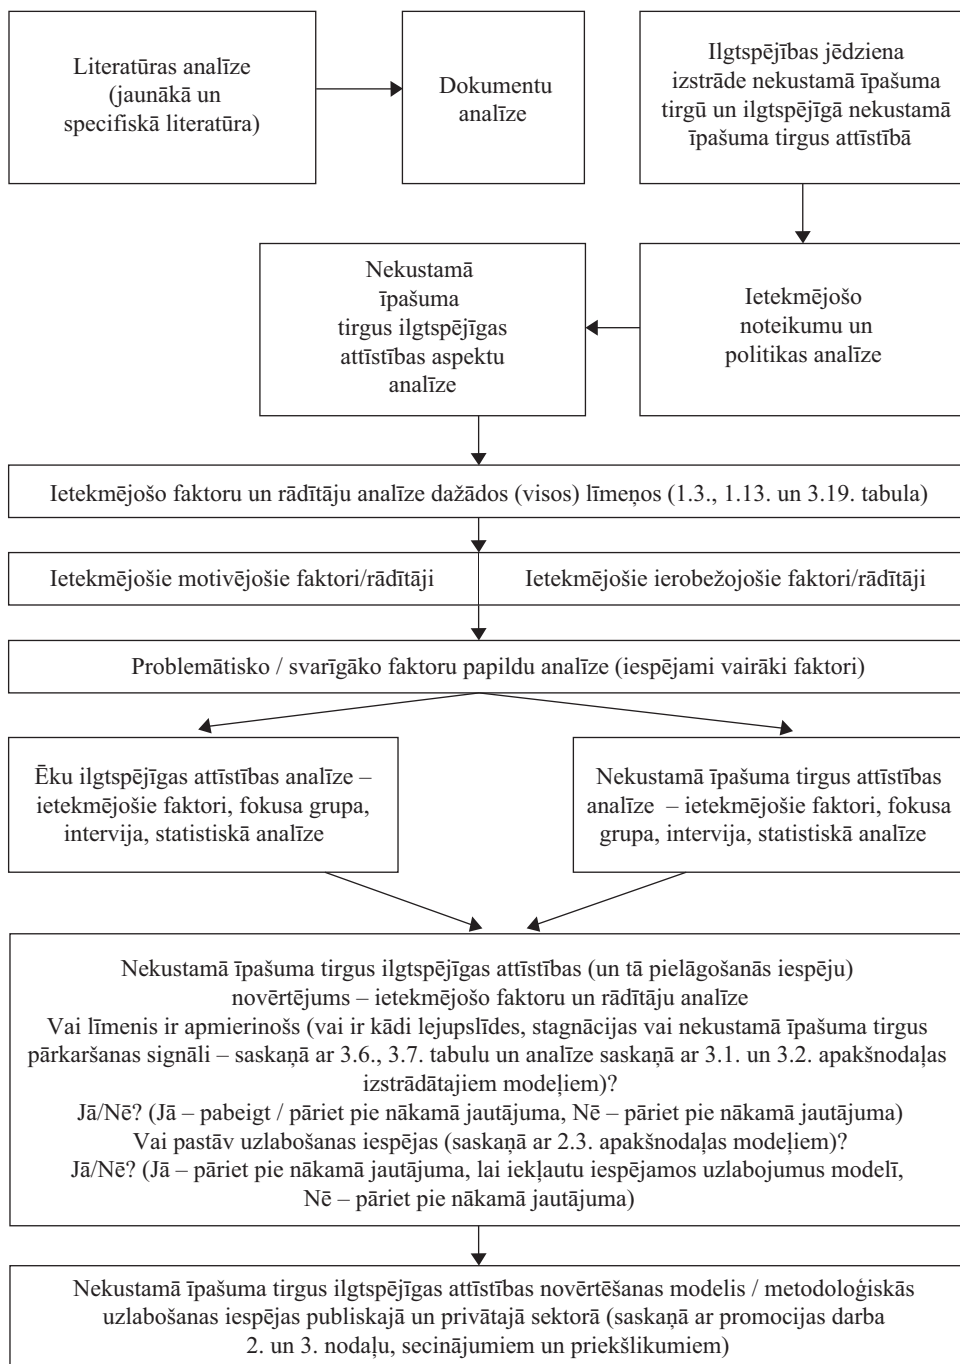 Literatūras analīze
(jaunākā un
specifiskā literatūra)
Dokumentu
analīze
Ilgtspējības jēdziena
izstrāde nekustamā īpašuma
tirgū un ilgtspējīgā nekustamā
īpašuma tirgus attīstībā
Nekustamā
īpašuma
tirgus ilgtspējīgas
attīstības aspektu
analīze
Ietekmējošo
noteikumu un
politikas analīze
Ietekmējošo faktoru un rādītāju analīze dažādos (visos) līmeņos (1.3., 1.13. un 3.19. tabula)
Ietekmējošie motivējošie faktori/rādītāji
Ietekmējošie ierobežojošie faktori/rādītāji
Problemātisko / svarīgāko faktoru papildu analīze (iespējami vairāki faktori)
Ēku ilgtspējīgas attīstības analīze –
ietekmējošie faktori, fokusa grupa,
intervija, statistiskā analīze
Nekustamā īpašuma tirgus attīstības
analīze – ietekmējošie faktori, fokusa
grupa, intervija, statistiskā analīze
Nekustamā īpašuma tirgus ilgtspējīgas attīstības (un tā pielāgošanās iespēju)
novērtējums – ietekmējošo faktoru un rādītāju analīze
Vai līmenis ir apmierinošs (vai ir kādi lejupslīdes, stagnācijas vai nekustamā īpašuma tirgus
pārkaršanas signāli – saskaņā ar 3.6., 3.7. tabulu un analīze saskaņā ar 3.1. un 3.2. apakšnodaļas
izstrādātajiem modeļiem)?
Jā/Nē? (Jā – pabeigt / pāriet pie nākamā jautājuma, Nē – pāriet pie nākamā jautājuma)
Vai pastāv uzlabošanas iespējas (saskaņā ar 2.3. apakšnodaļas modeļiem)?
Jā/Nē? (Jā – pāriet pie nākamā jautājuma, lai iekļautu iespējamos uzlabojumus modelī,
Nē – pāriet pie nākamā jautājuma)
Nekustamā īpašuma tirgus ilgtspējīgas attīstības novērtēšanas modelis / metodoloģiskās
uzlabošanas iespējas publiskajā un privātajā sektorā (saskaņā ar promocijas darba
2. un 3. nodaļu, secinājumiem un priekšlikumiem)